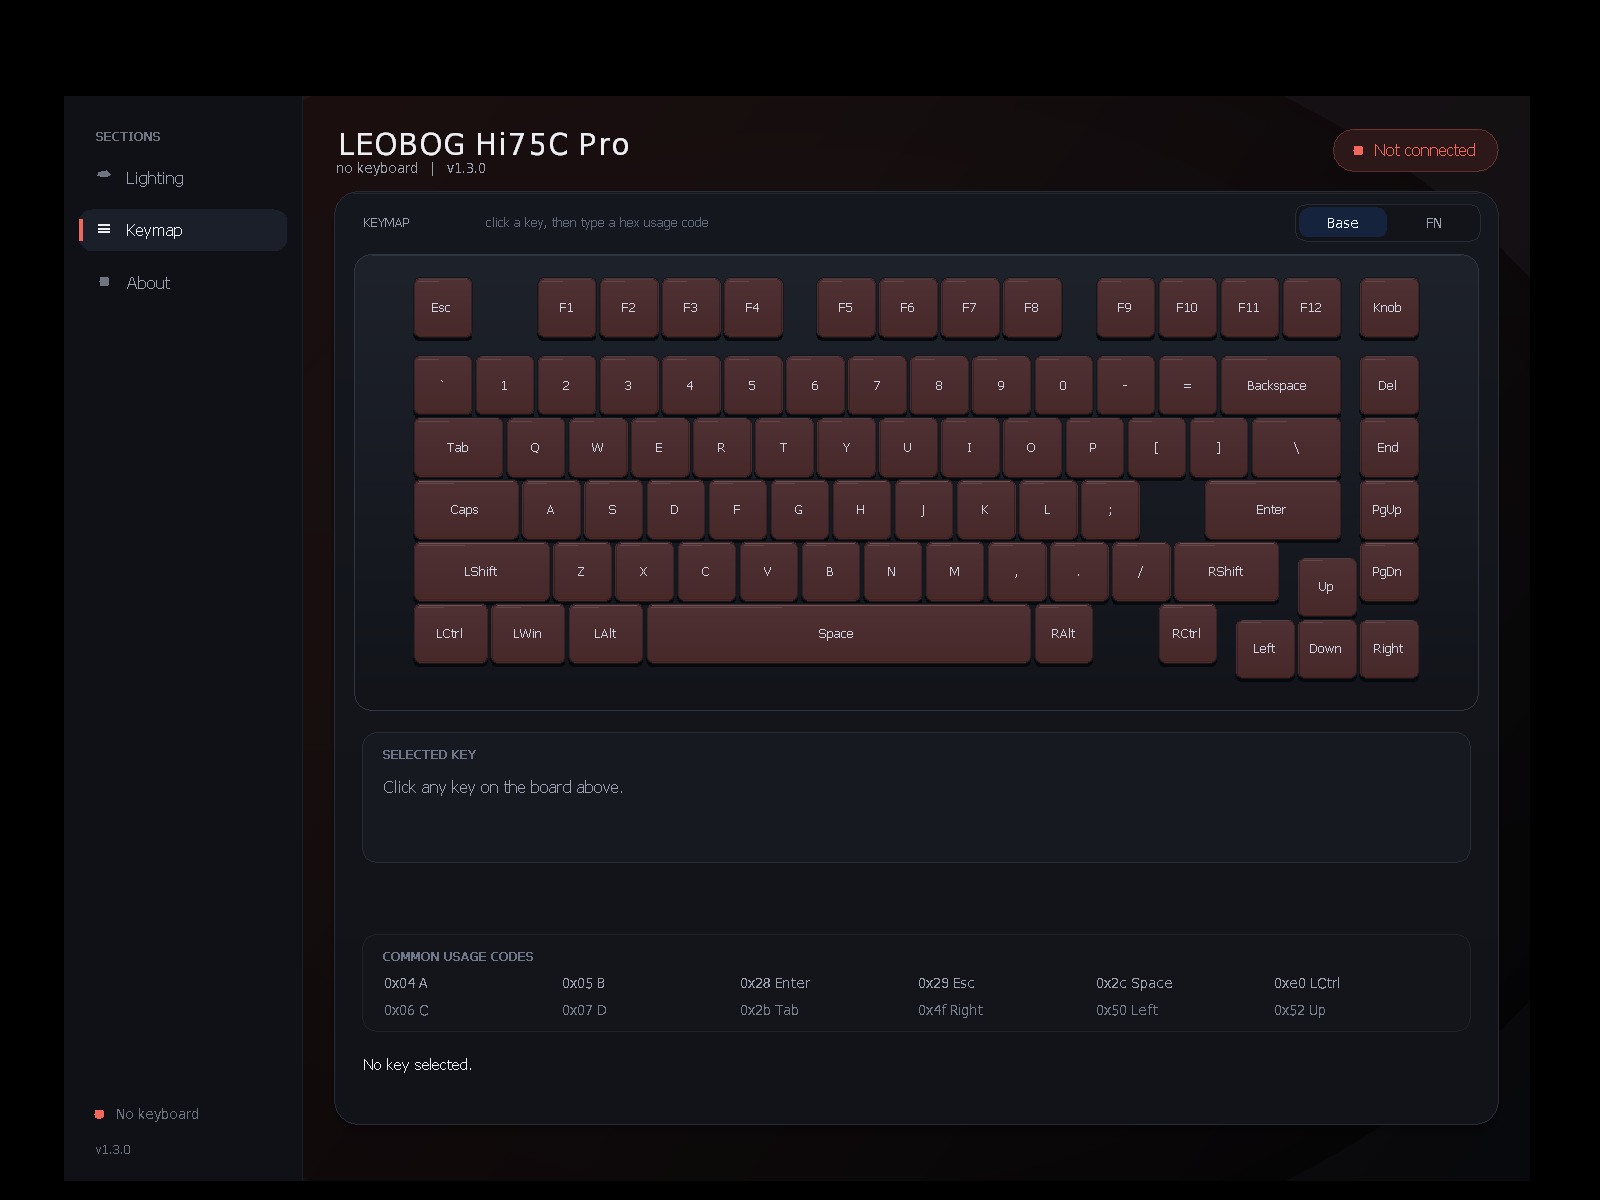 SECTIONS
Lighting
Keymap
About
No keyboard
v1.3.0
LEOBOG Hi75C Pro
no keyboard | v1.3.0
Not connected
KEYMAP click a key, then type a hex usage code Base FN
Esc F1 F2 F3 F4 F5 F6 F7 F8 F9 F10 F11 F12 Knob
` 1 2 3 4 5 6 7 8 9 0 - = Backspace Del
Tab Q W E R T Y U I O P [ ] \ End
Caps A S D F G H J K L ; Enter PgUp
LShift Z X C V B N M , . / RShift Up PgDn
LCtrl LWin LAlt Space RAlt RCtrl Left Down Right
SELECTED KEY
Click any key on the board above.
COMMON USAGE CODES
0x04 A 0x05 B 0x28 Enter 0x29 Esc 0x2c Space 0xe0 LCtrl
0x06 C 0x07 D 0x2b Tab 0x4f Right 0x50 Left 0x52 Up
No key selected.